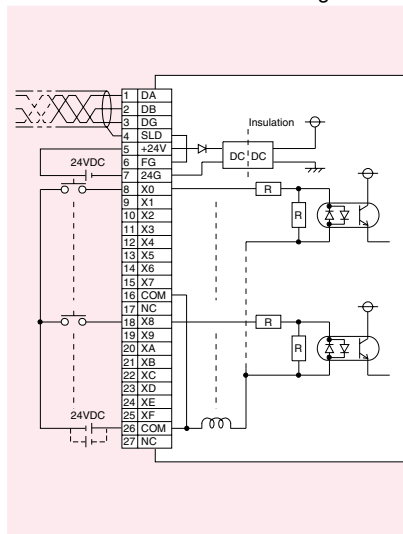 1 DA
2 DB
3 DG
4 SLD
5 +24V
6 FG
7 24G
8 X0
9 X1
10 X2
11 X3
12 X4
13 X5
14 X6
15 X7
16 COM
17 NC
18 X8
19 X9
20 XA
21 XB
22 XC
23 XD
24 XE
25 XF
26 COM
27 NC
24VDC
24VDC
Insulation
DC DC
R
R
R
R